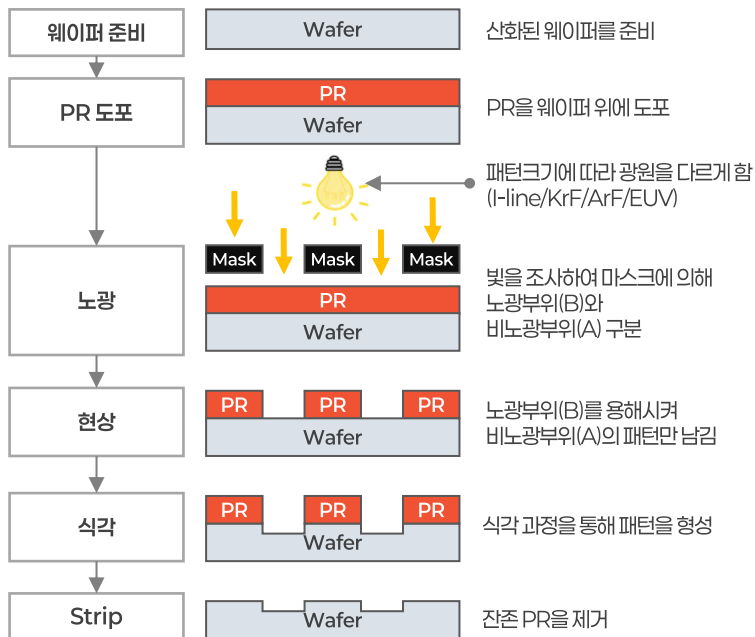 웨이퍼 준비
Wafer
산화된 웨이퍼를 준비
PR 도포
PR
Wafer
PR을 웨이퍼 위에 도포
패턴크기에 따라 광원을 다르게 함
(I-line/KrF/ArF/EUV)
노광
Mask
Mask
Mask
PR
Wafer
빛을 조사하여 마스크에 의해
노광부위(B)와
비노광부위(A) 구분
현상
PR
PR
PR
Wafer
노광부위(B)를 용해시켜
비노광부위(A)의 패턴만 남김
식각
PR
PR
PR
Wafer
식각 과정을 통해 패턴을 형성
Strip
Wafer
잔존 PR을 제거